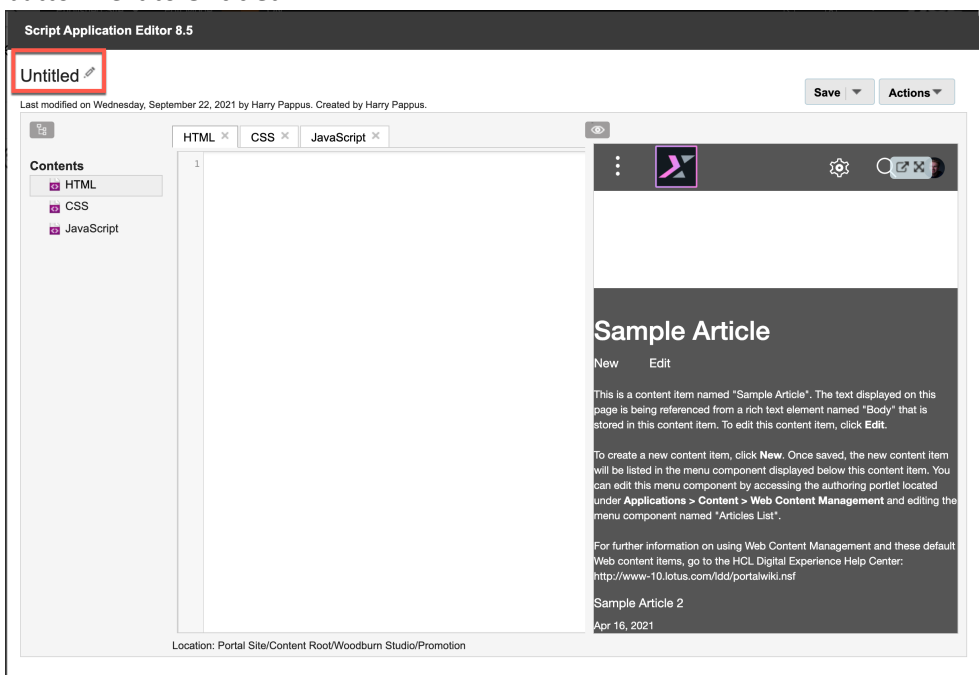 Script Application Editor 8.5
Untitled
Save
Actions
Last modified on Wednesday, September 22, 2021 by Harry Pappus. Created by Harry Pappus.
HTML CSS JavaScript
Contents
HTML
CSS
JavaScript
1
Sample Article
New Edit
This is a content item named "Sample Article". The text displayed on this
page is being referenced from a rich text element named "Body" that is
stored in this content item. To edit this content item, click Edit.
To create a new content item, click New. Once saved, the new content item
will be listed in the menu component displayed below this content item. You
can edit this menu component by accessing the authoring portlet located
under Applications > Content > Web Content Management and editing the
menu component named "Articles List".
For further information on using Web Content Management and these default
Web content items, go to the HCL Digital Experience Help Center:
http://www-10.lotus.com/ldd/portalwiki.nsf
Sample Article 2
Apr 16, 2021
Location: Portal Site/Content Root/Woodburn Studio/Promotion